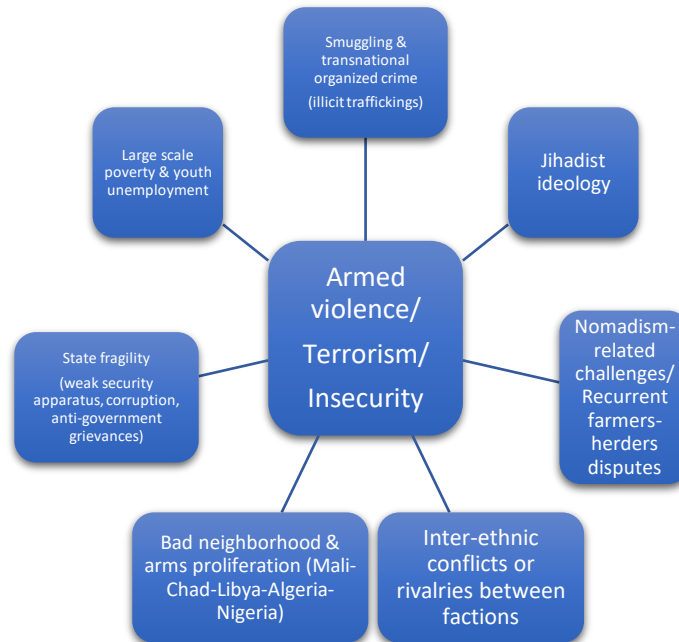 Smuggling &
transnational
organized crime
(illicit traffickings)
Large scale
poverty & youth
unemployment
Jihadist
ideology
Armed
violence/
Terrorism/
Insecurity
State fragility
(weak security
apparatus, corruption,
anti-government
grievances)
Nomadism-
related
challenges/
Recurrent
farmers-
herders
disputes
Bad neighborhood &
arms proliferation (Mali-
Chad-Libya-Algeria-
Nigeria)
Inter-ethnic
conflicts or
rivalries between
factions